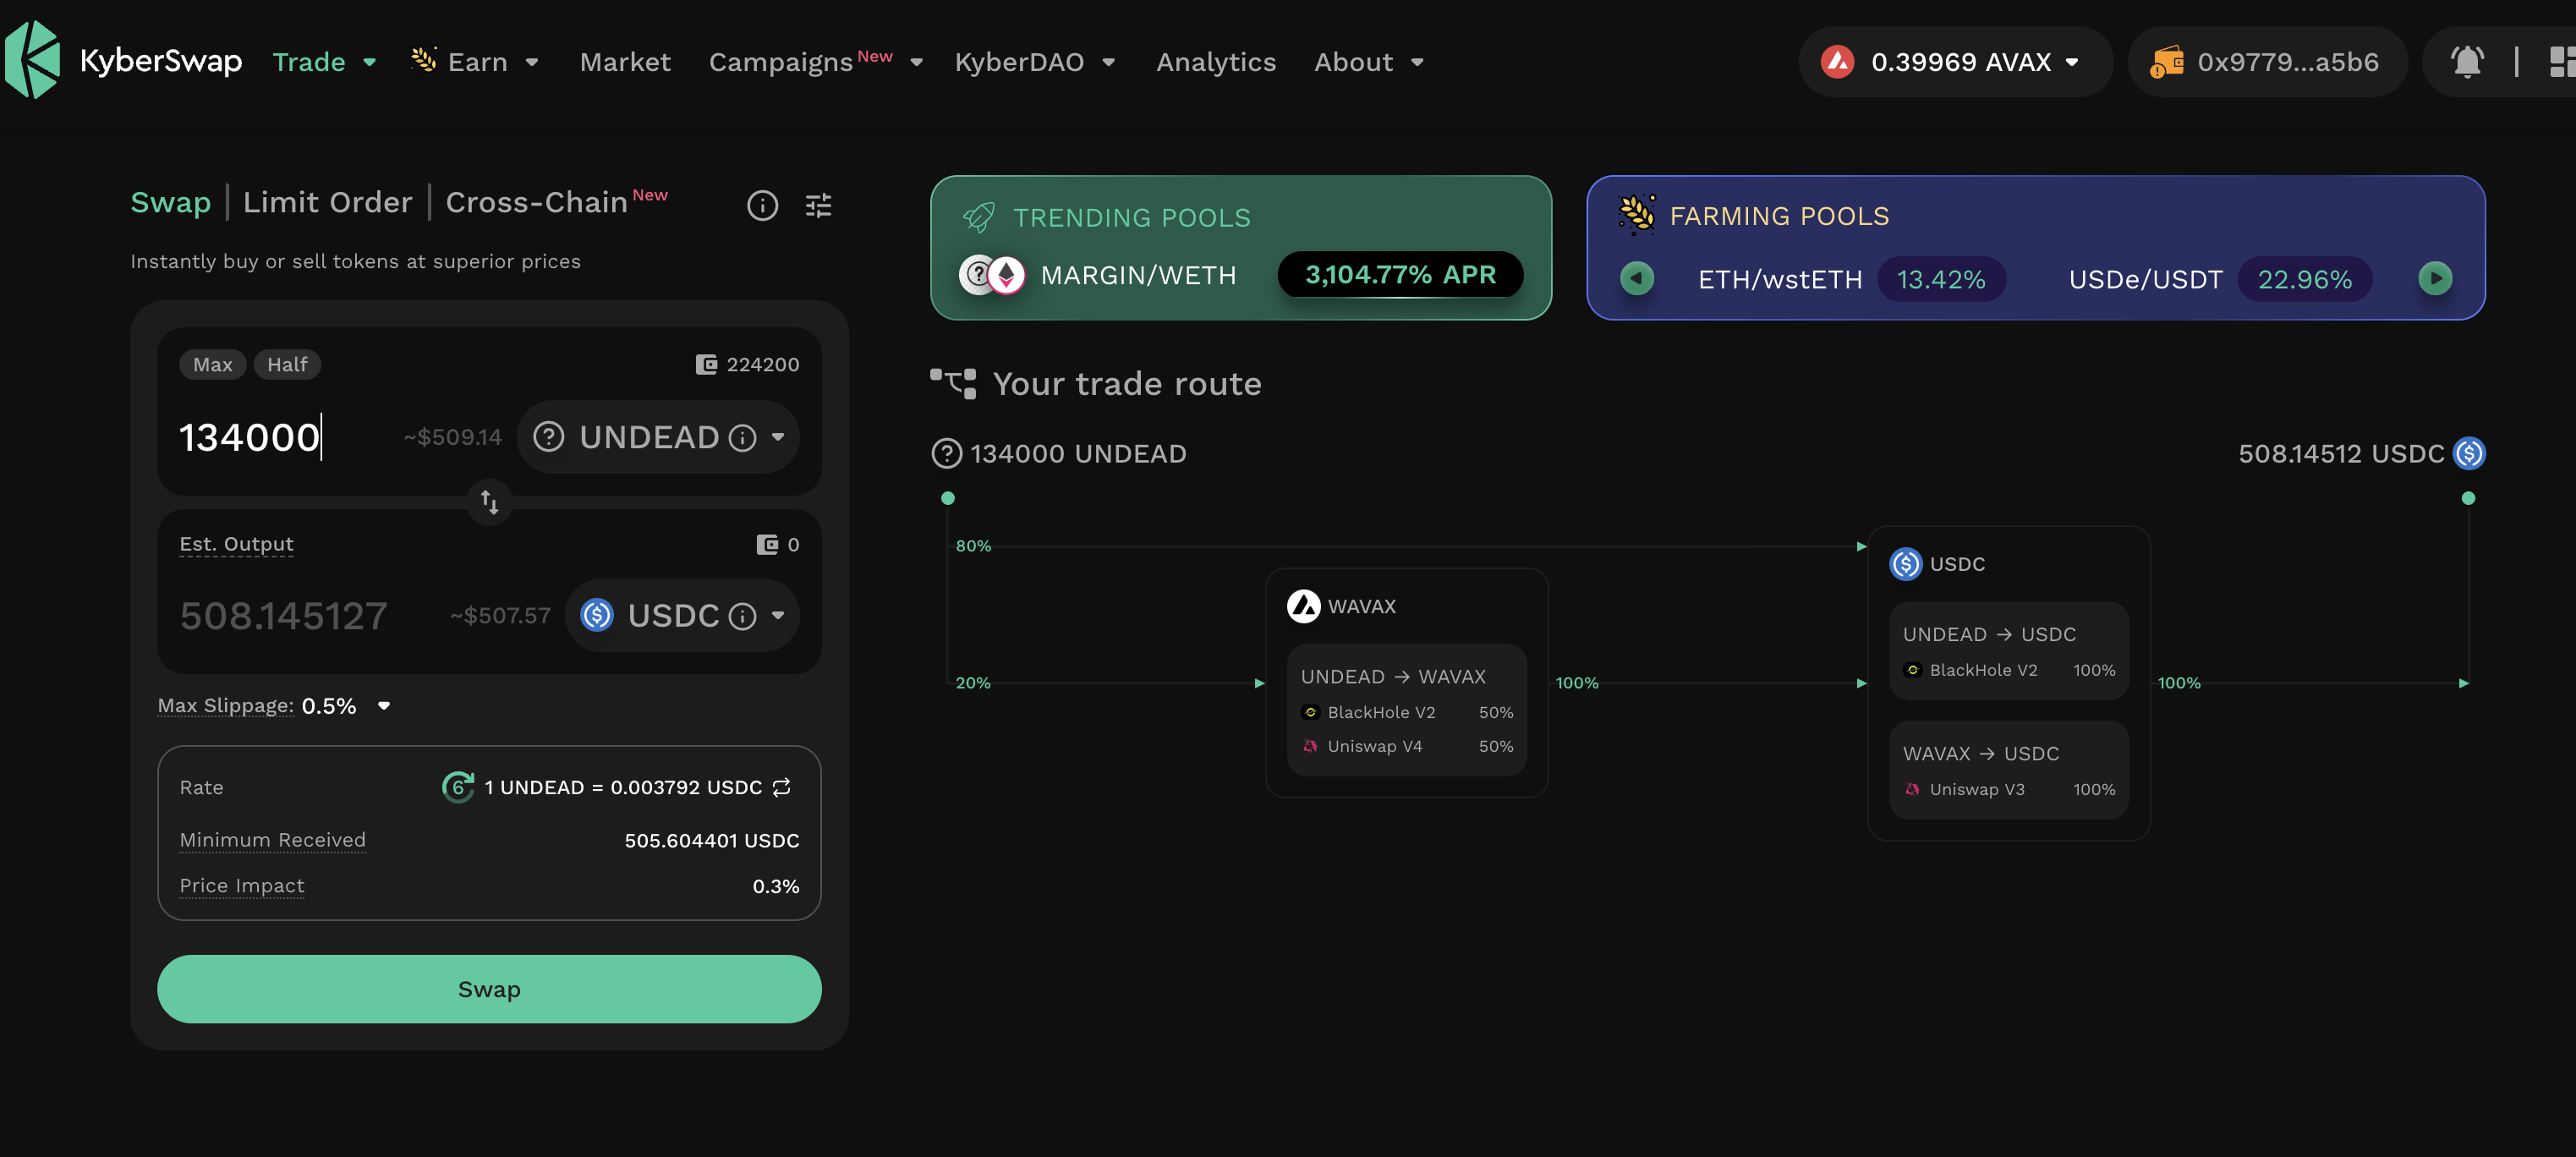 KyberSwap Trade Earn Market Campaigns New KyberDAO Analytics About 0.39969 AVAX 0x9779...a5b6
Swap | Limit Order | Cross-Chain New
Instantly buy or sell tokens at superior prices
Max Half 224200
134000 ~$509.14 UNDEAD
Est. Output 0
508.145127 ~$507.57 USDC
Max Slippage: 0.5%
Rate 6 1 UNDEAD = 0.003792 USDC
Minimum Received 505.604401 USDC
Price Impact 0.3%
Swap
TRENDING POOLS
MARGIN/WETH 3,104.77% APR
FARMING POOLS
ETH/wstETH 13.42% USDe/USDT 22.96%
Your trade route
134000 UNDEAD 508.14512 USDC
80%
20%
WAVAX
UNDEAD → WAVAX
BlackHole V2 50%
Uniswap V4 50%
100%
USDC
UNDEAD → USDC
BlackHole V2 100%
WAVAX → USDC
Uniswap V3 100%
100%